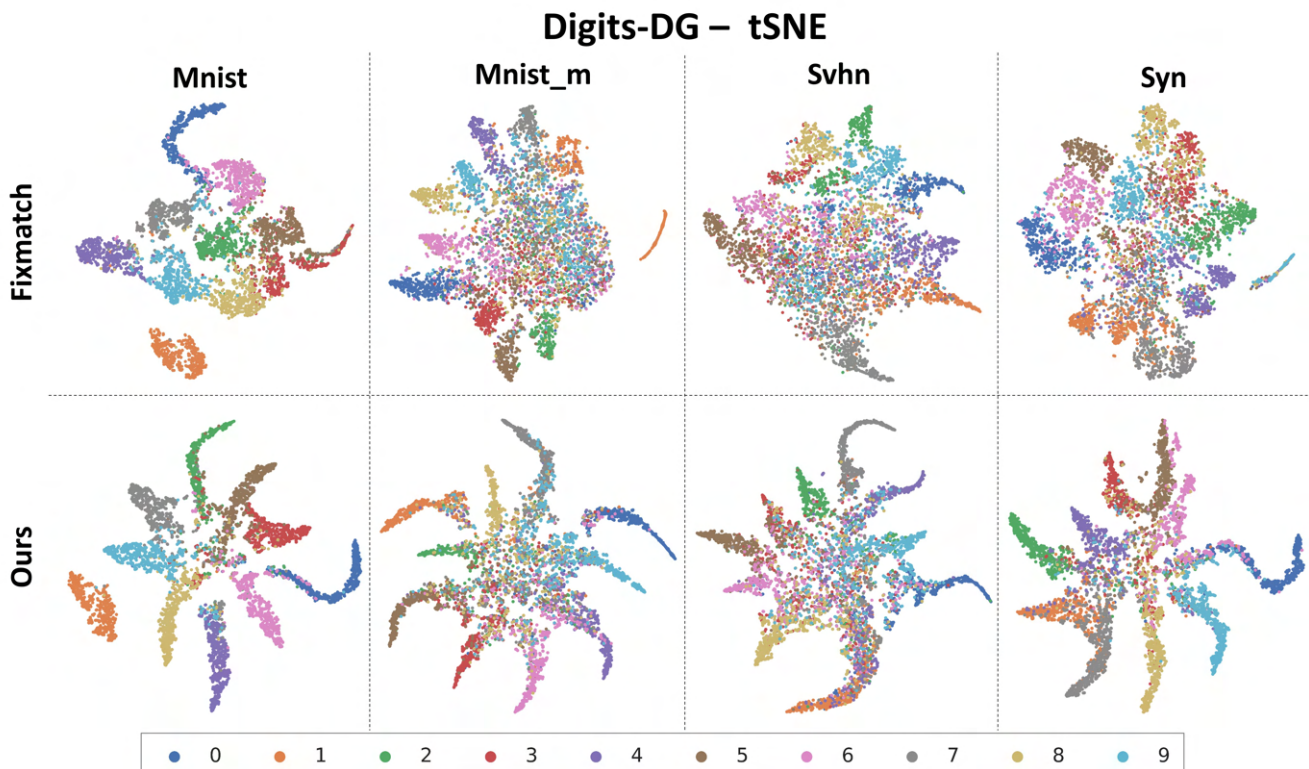 Digits-DG – tSNE
Mnist Mnist_m Svhn Syn
Fixmatch
Ours
0 1 2 3 4 5 6 7 8 9